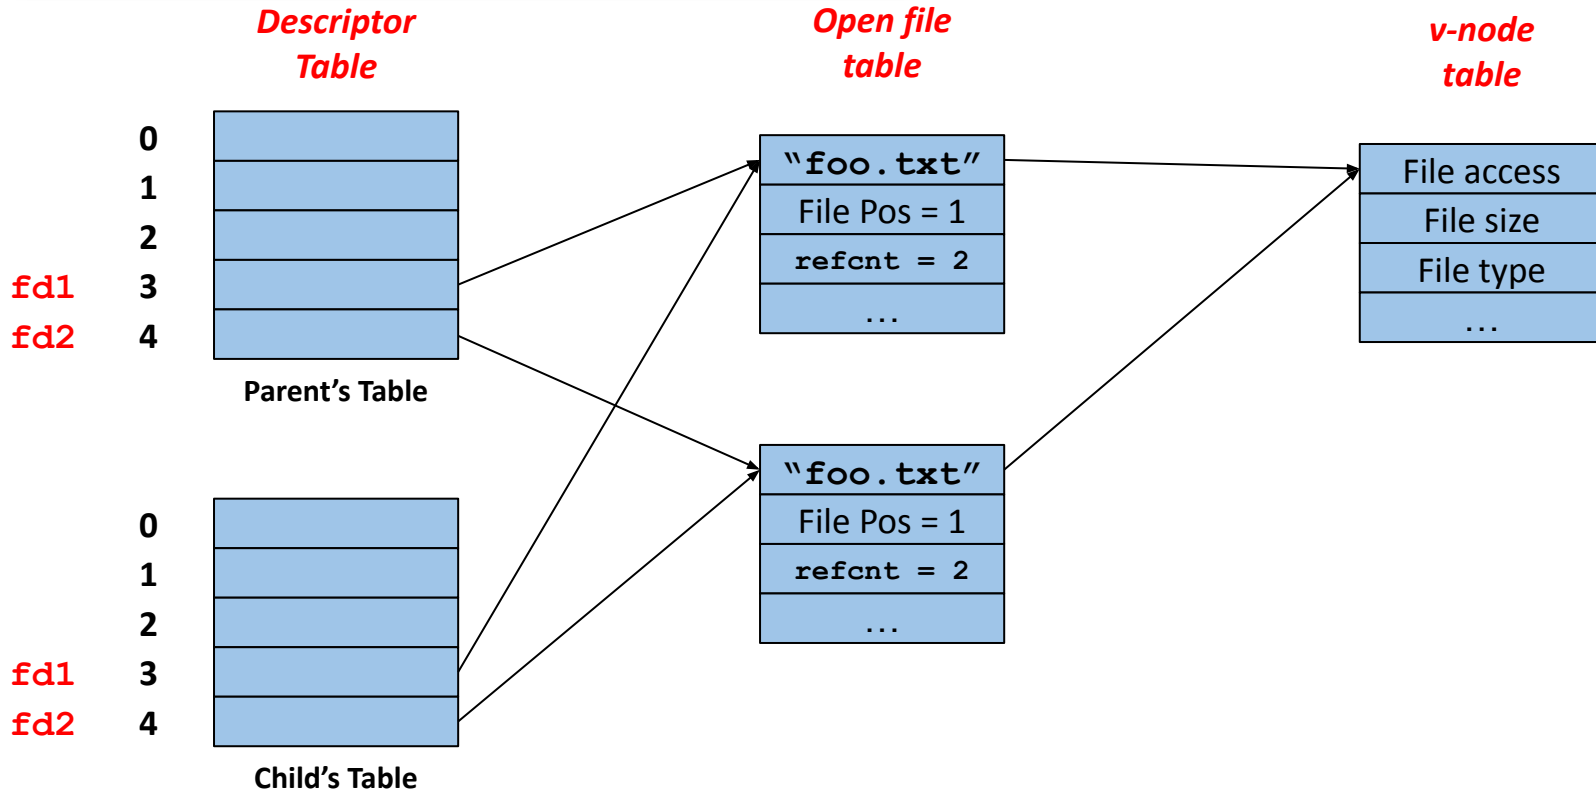 Descriptor
Table
Open file
table
v-node
table
0
1
2
fd1 3
fd2 4
Parent’s Table
“foo.txt”
File Pos = 1
refcnt = 2
...
File access
File size
File type
...
“foo.txt”
File Pos = 1
refcnt = 2
...
0
1
2
fd1 3
fd2 4
Child’s Table